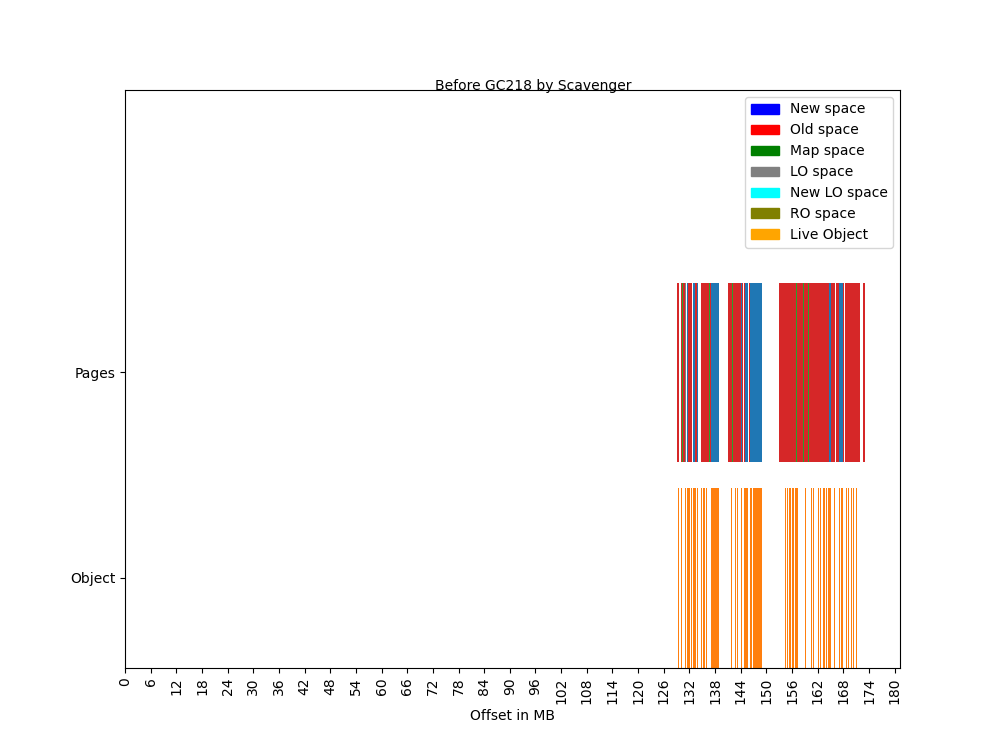 Before GC218 by Scavenger
New space
Old space
Map space
LO space
New LO space
RO space
Live Object
Pages
Object
0 6 12 18 24 30 36 42 48 54 60 66 72 78 84 90 96 102 108 114 120 126 132 138 144 150 156 162 168 174 180
Offset in MB